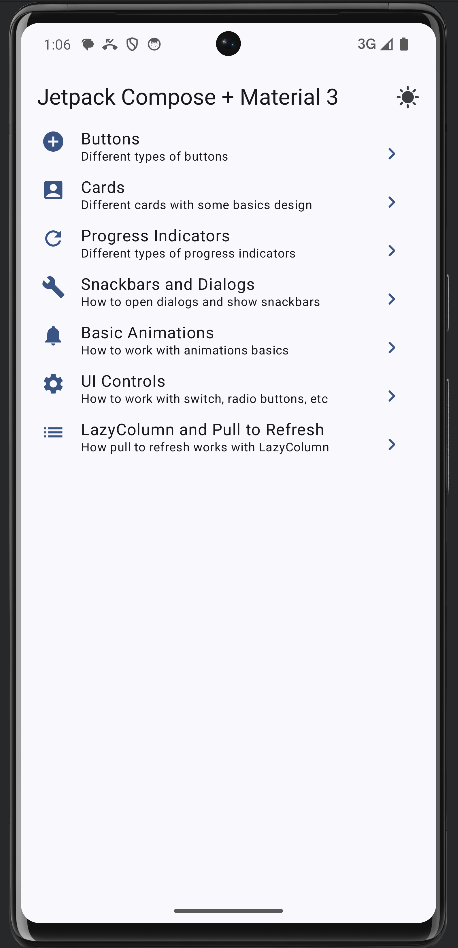 1:06
3G
Jetpack Compose + Material 3
Buttons
Different types of buttons
Cards
Different cards with some basics design
Progress Indicators
Different types of progress indicators
Snackbars and Dialogs
How to open dialogs and show snackbars
Basic Animations
How to work with animations basics
UI Controls
How to work with switch, radio buttons, etc
LazyColumn and Pull to Refresh
How pull to refresh works with LazyColumn